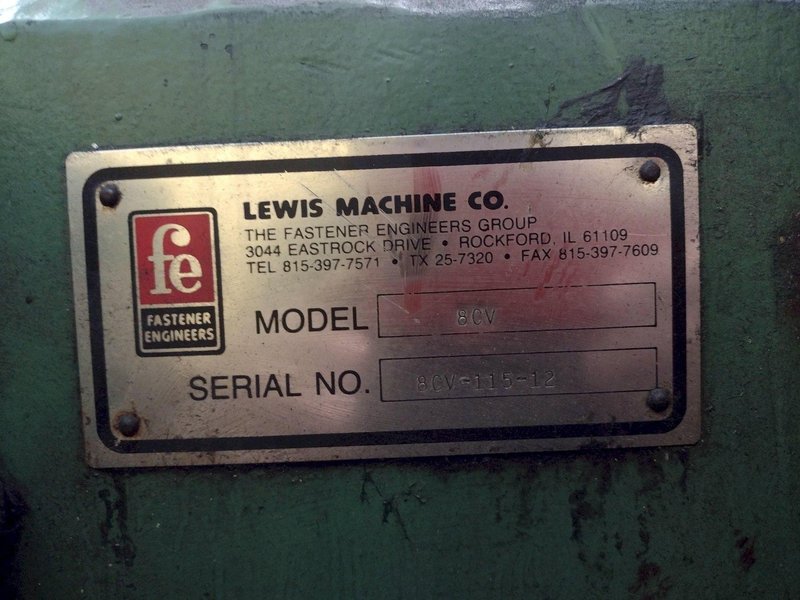 LEWIS MACHINE CO.
THE FASTENER ENGINEERS GROUP
3044 EASTROCK DRIVE • ROCKFORD, IL 61109
TEL 815-397-7571 • TX 25-7320 • FAX 815-397-7609
fe
FASTENER
ENGINEERS
MODEL 8CV
SERIAL NO. 8CV-115-12